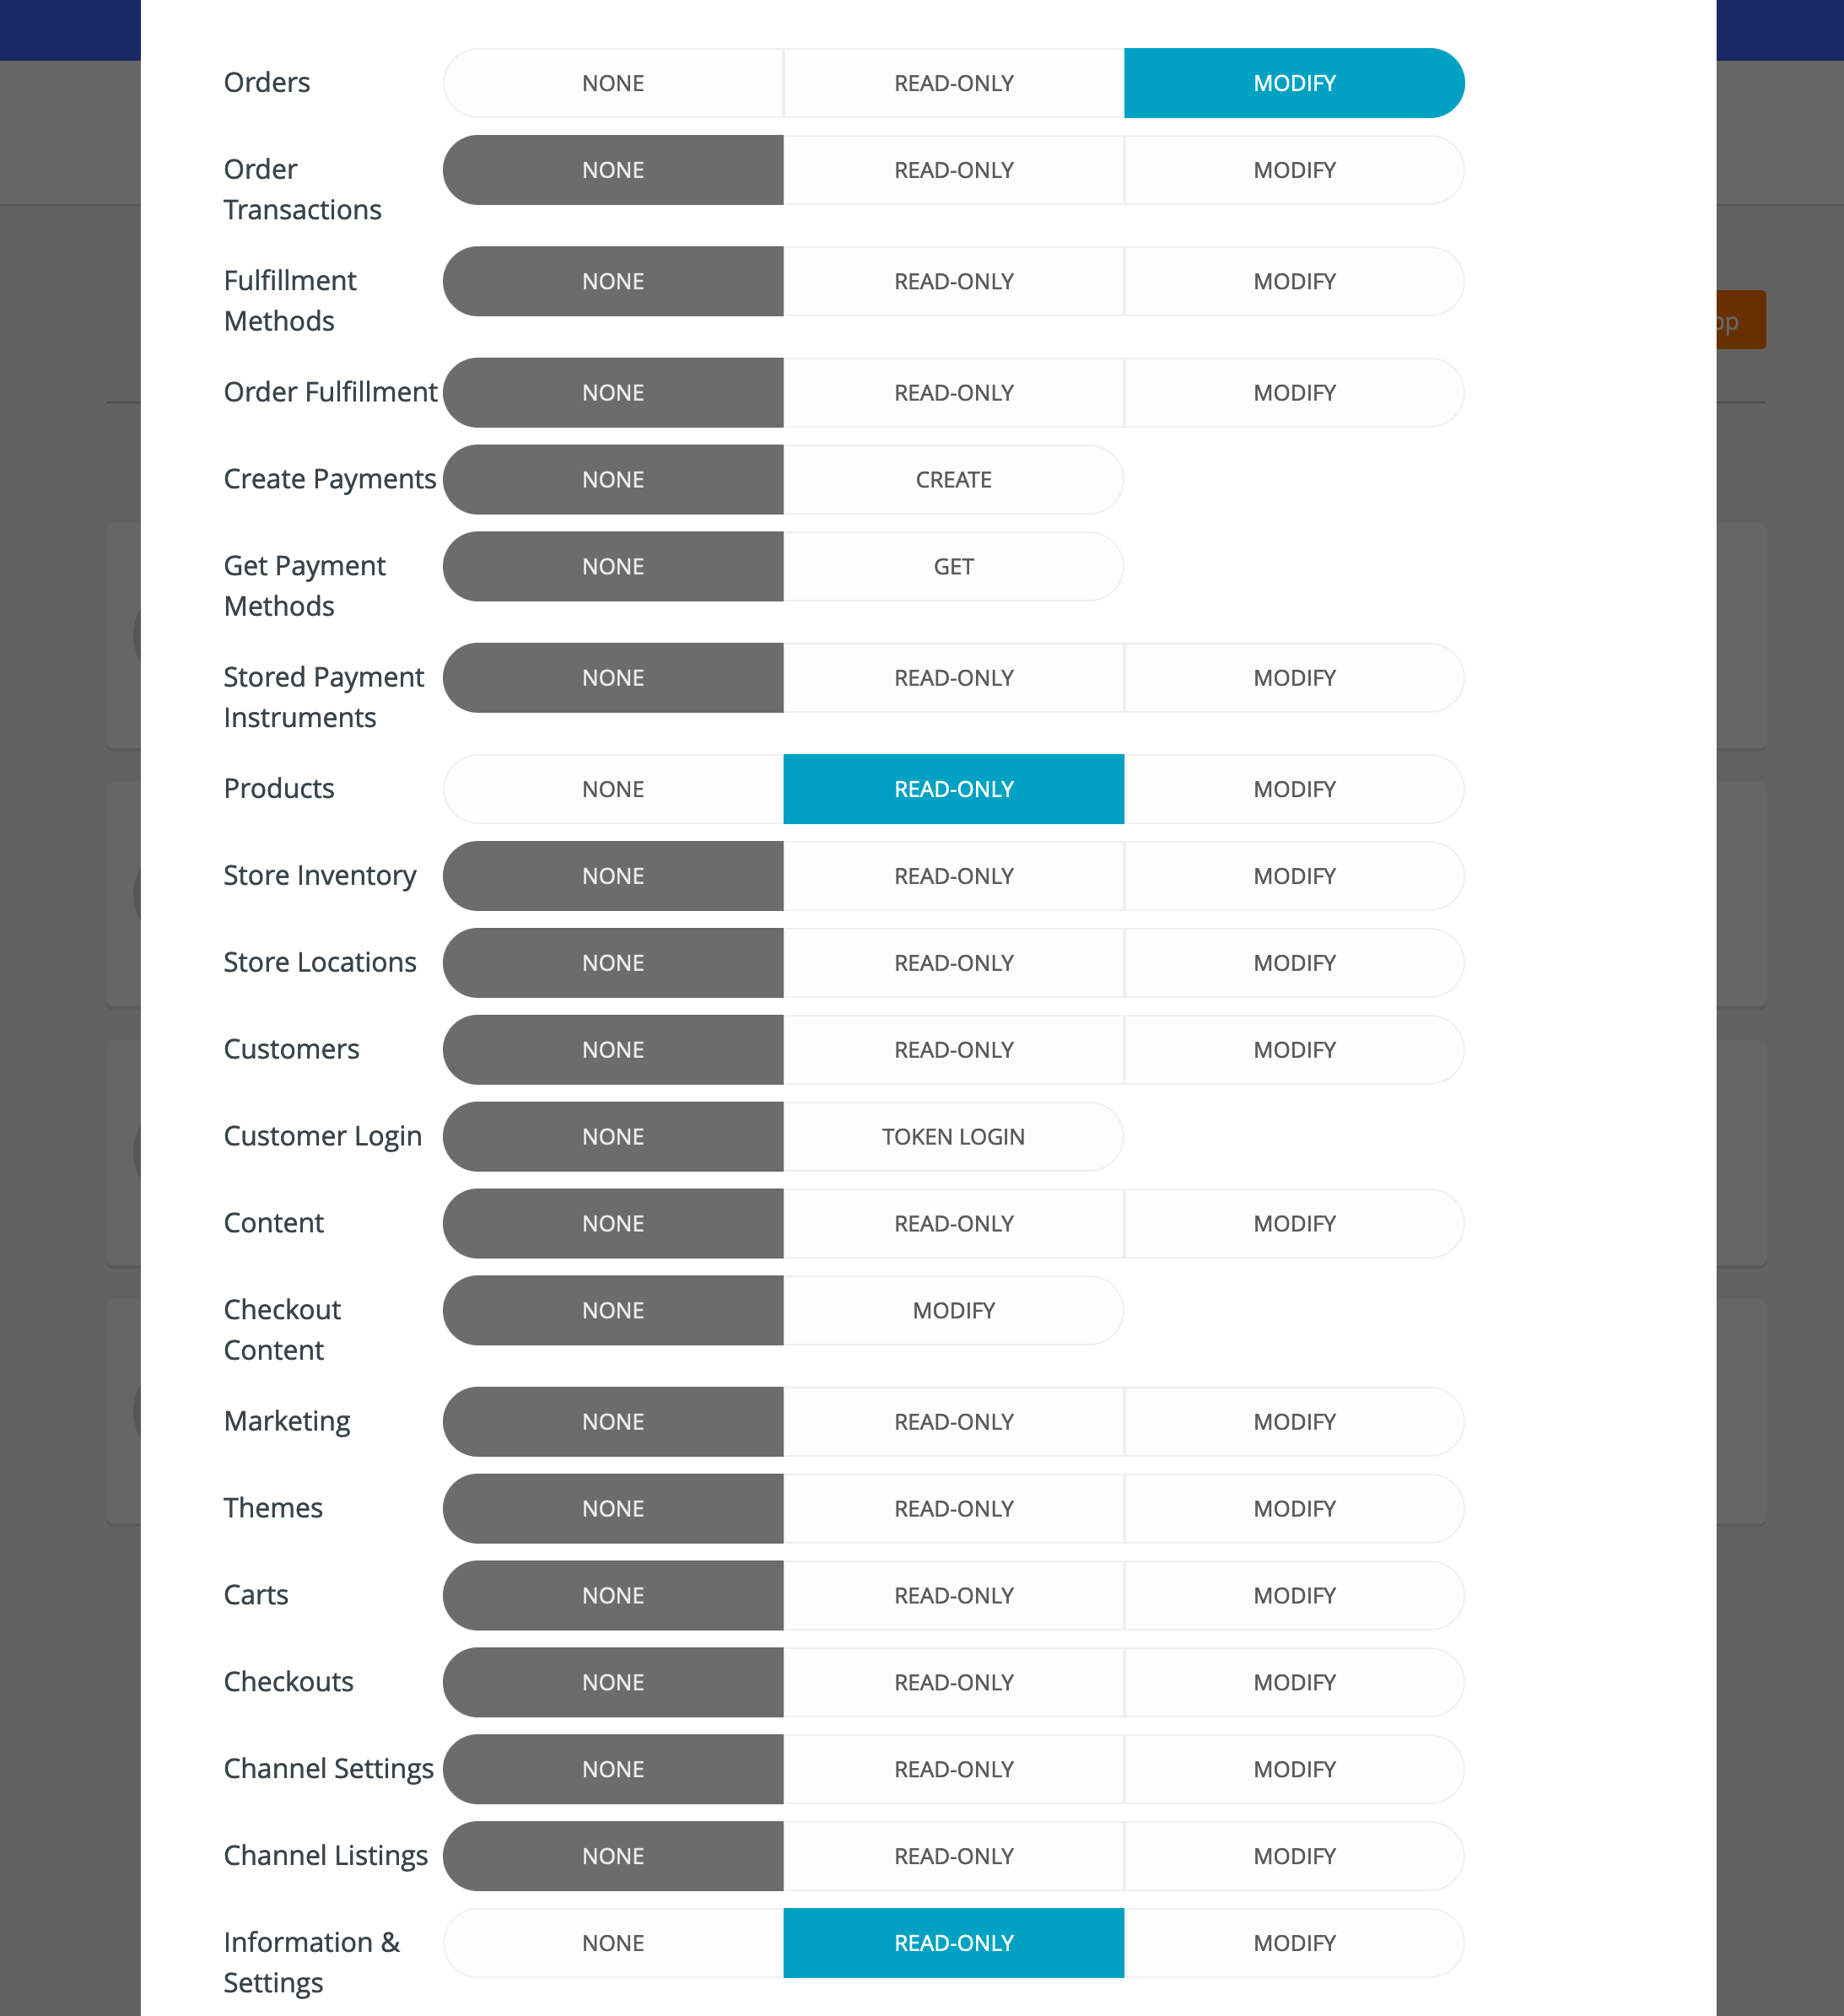 Orders NONE READ-ONLY MODIFY
Order NONE READ-ONLY MODIFY
Transactions
Fulfillment NONE READ-ONLY MODIFY
Methods
pp
Order Fulfillment NONE READ-ONLY MODIFY
Create Payments NONE CREATE
Get Payment NONE GET
Methods
Stored Payment NONE READ-ONLY MODIFY
Instruments
Products NONE READ-ONLY MODIFY
Store Inventory NONE READ-ONLY MODIFY
Store Locations NONE READ-ONLY MODIFY
Customers NONE READ-ONLY MODIFY
Customer Login NONE TOKEN LOGIN
Content NONE READ-ONLY MODIFY
Checkout NONE MODIFY
Content
Marketing NONE READ-ONLY MODIFY
Themes NONE READ-ONLY MODIFY
Carts NONE READ-ONLY MODIFY
Checkouts NONE READ-ONLY MODIFY
Channel Settings NONE READ-ONLY MODIFY
Channel Listings NONE READ-ONLY MODIFY
Information & NONE READ-ONLY MODIFY
Settings